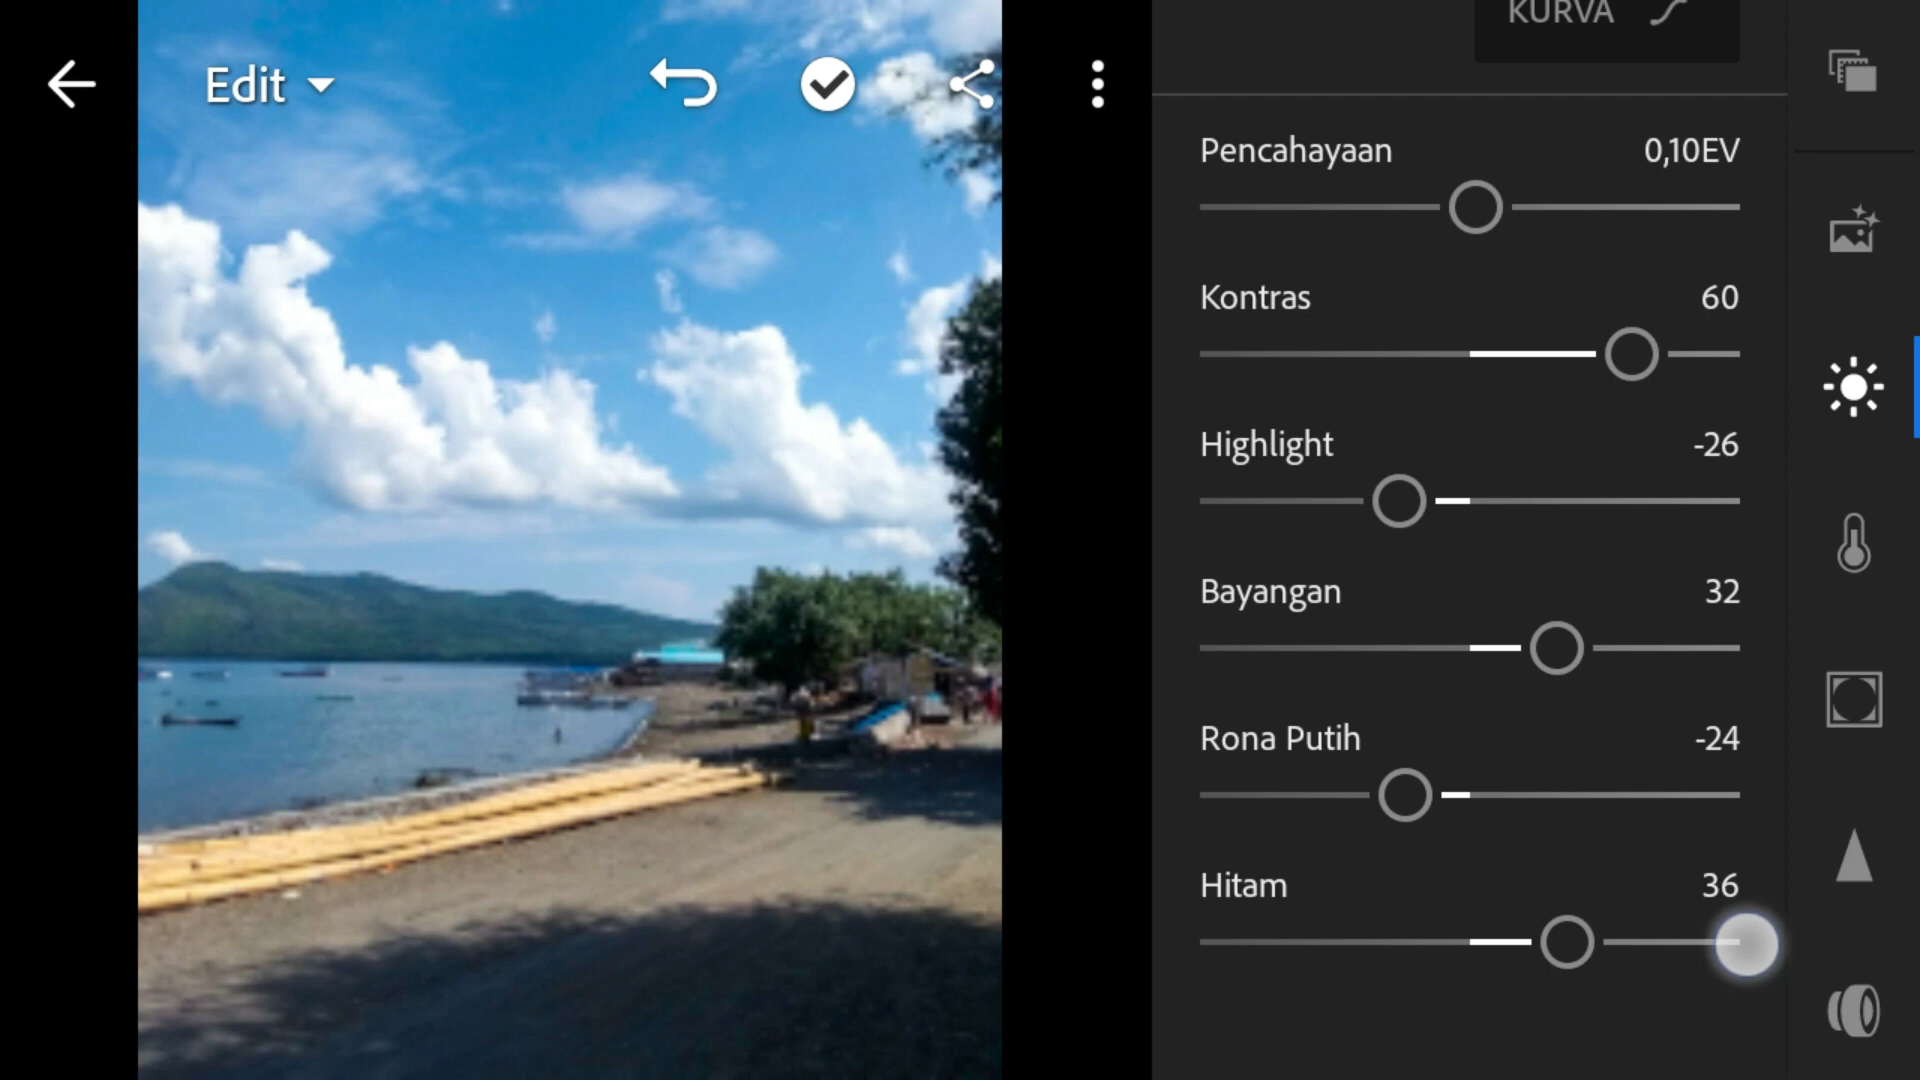 Edit
KURVA
Pencahayaan 0,10EV
Kontras 60
Highlight -26
Bayangan 32
Rona Putih -24
Hitam 36